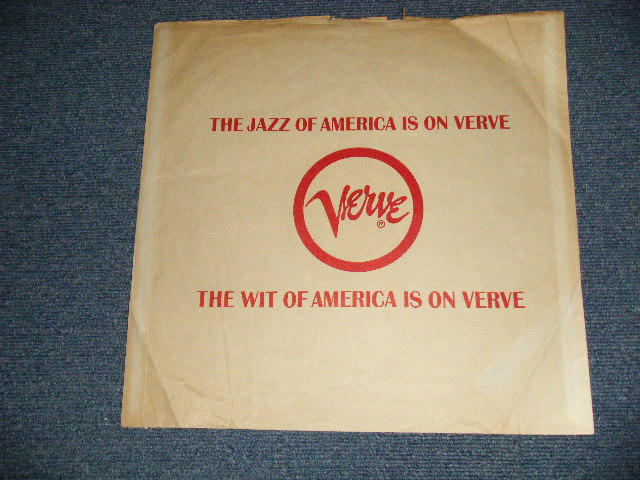 THE JAZZ OF AMERICA IS ON VERVE
VERVE
®
THE WIT OF AMERICA IS ON VERVE